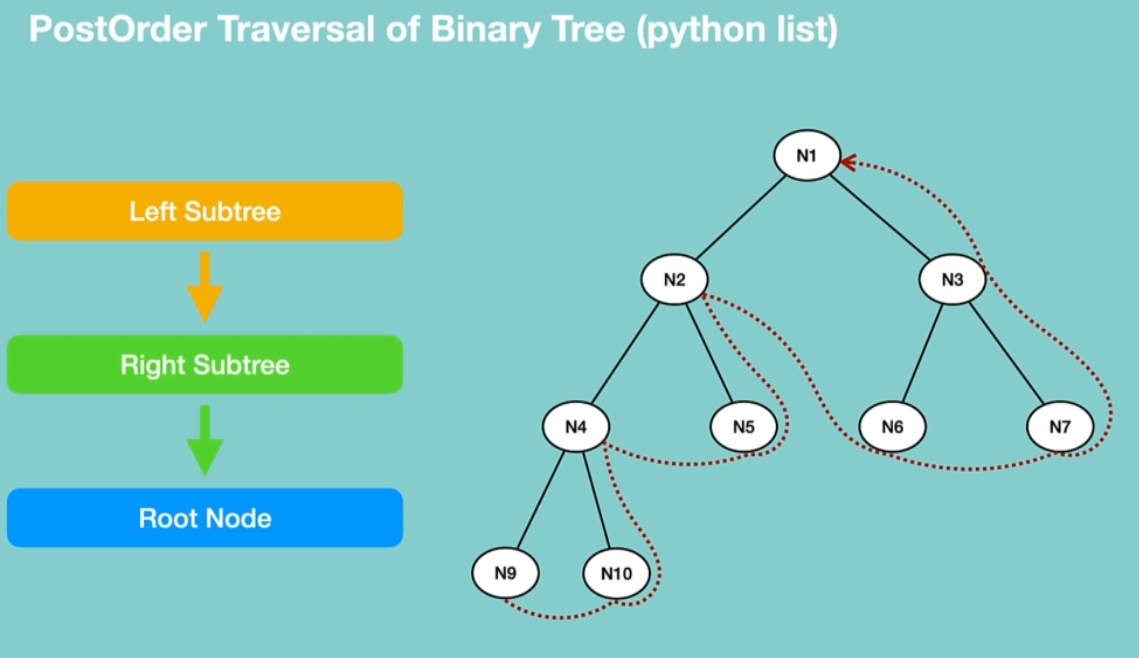 PostOrder Traversal of Binary Tree (python list)
Left Subtree
Right Subtree
Root Node
N1
N2
N3
N4
N5
N6
N7
N9
N10